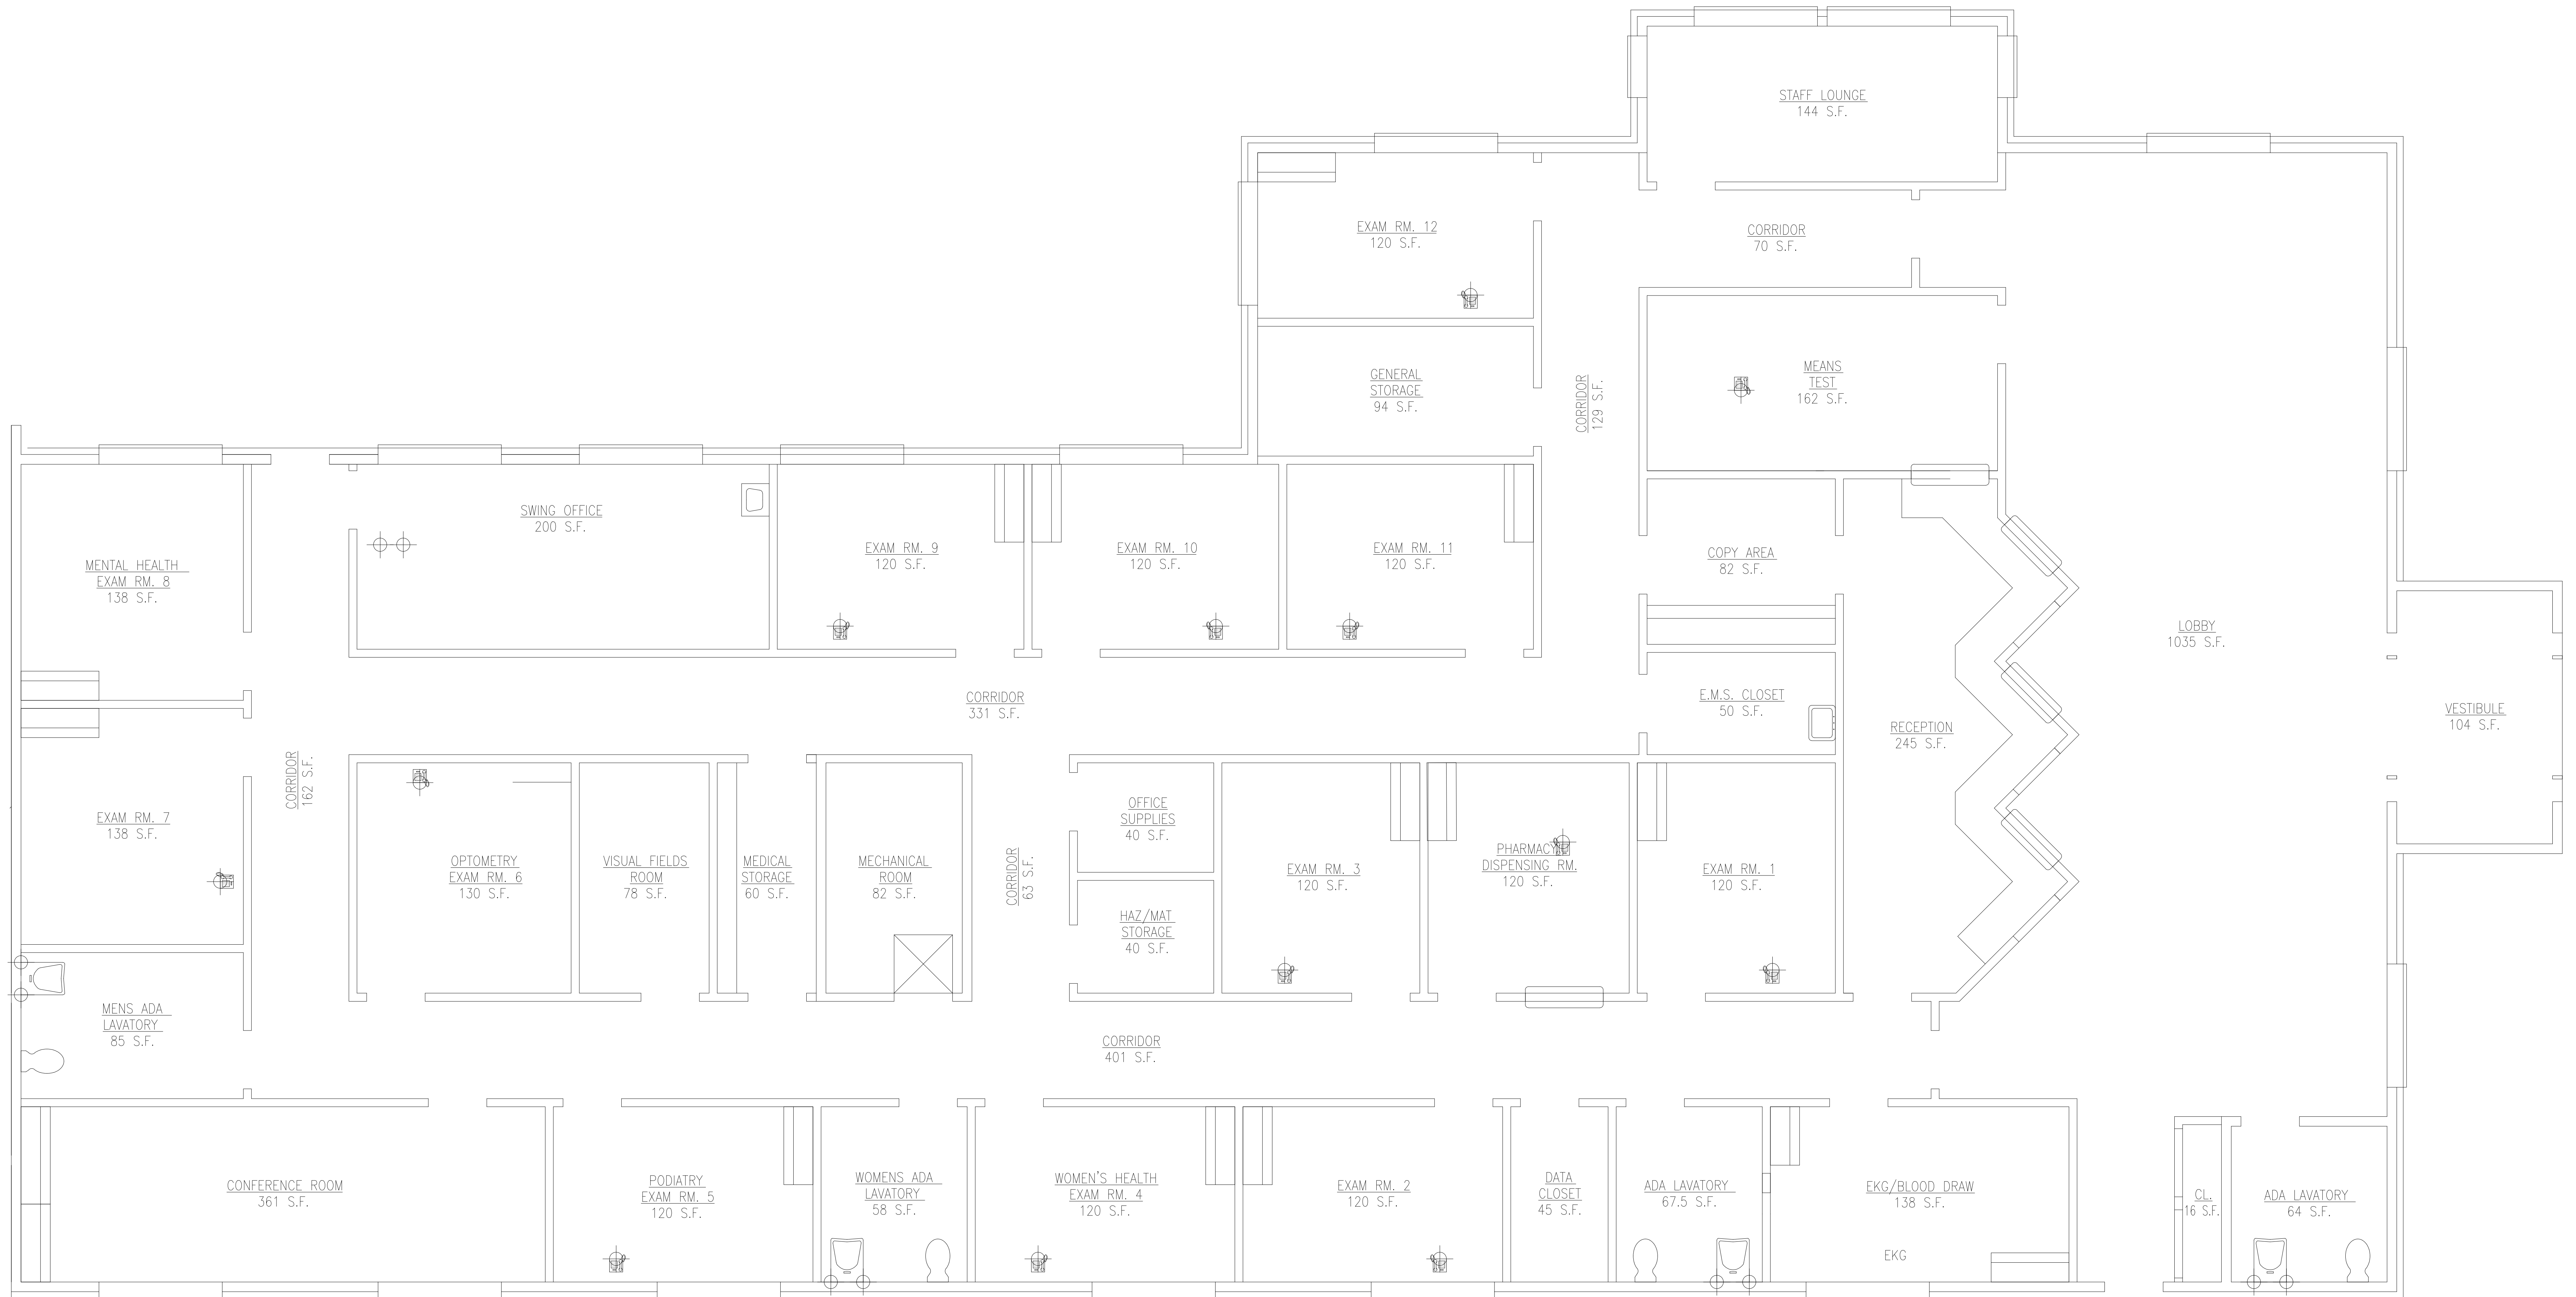 STAFF LOUNGE
144 S.F.
EXAM RM. 12
120 S.F.
CORRIDOR
70 S.F.
GENERAL
STORAGE
94 S.F.
CORRIDOR
129 S.F.
MEANS
TEST
162 S.F.
MENTAL HEALTH
EXAM RM. 8
138 S.F.
SWING OFFICE
200 S.F.
EXAM RM. 9
120 S.F.
EXAM RM. 10
120 S.F.
EXAM RM. 11
120 S.F.
COPY AREA
82 S.F.
LOBBY
1035 S.F.
CORRIDOR
331 S.F.
E.M.S. CLOSET
50 S.F.
RECEPTION
245 S.F.
VESTIBULE
104 S.F.
EXAM RM. 7
138 S.F.
CORRIDOR
162 S.F.
OPTOMETRY
EXAM RM. 6
130 S.F.
VISUAL FIELDS
ROOM
78 S.F.
MEDICAL
STORAGE
60 S.F.
MECHANICAL
ROOM
82 S.F.
CORRIDOR
63 S.F.
OFFICE
SUPPLIES
40 S.F.
HAZ/MAT
STORAGE
40 S.F.
EXAM RM. 3
120 S.F.
PHARMACY
DISPENSING RM.
120 S.F.
EXAM RM. 1
120 S.F.
MENS ADA
LAVATORY
85 S.F.
CORRIDOR
401 S.F.
CONFERENCE ROOM
361 S.F.
PODIATRY
EXAM RM. 5
120 S.F.
WOMENS ADA
LAVATORY
58 S.F.
WOMEN'S HEALTH
EXAM RM. 4
120 S.F.
EXAM RM. 2
120 S.F.
DATA
CLOSET
45 S.F.
ADA LAVATORY
67.5 S.F.
EKG/BLOOD DRAW
138 S.F.
EKG
CL.
16 S.F.
ADA LAVATORY
64 S.F.